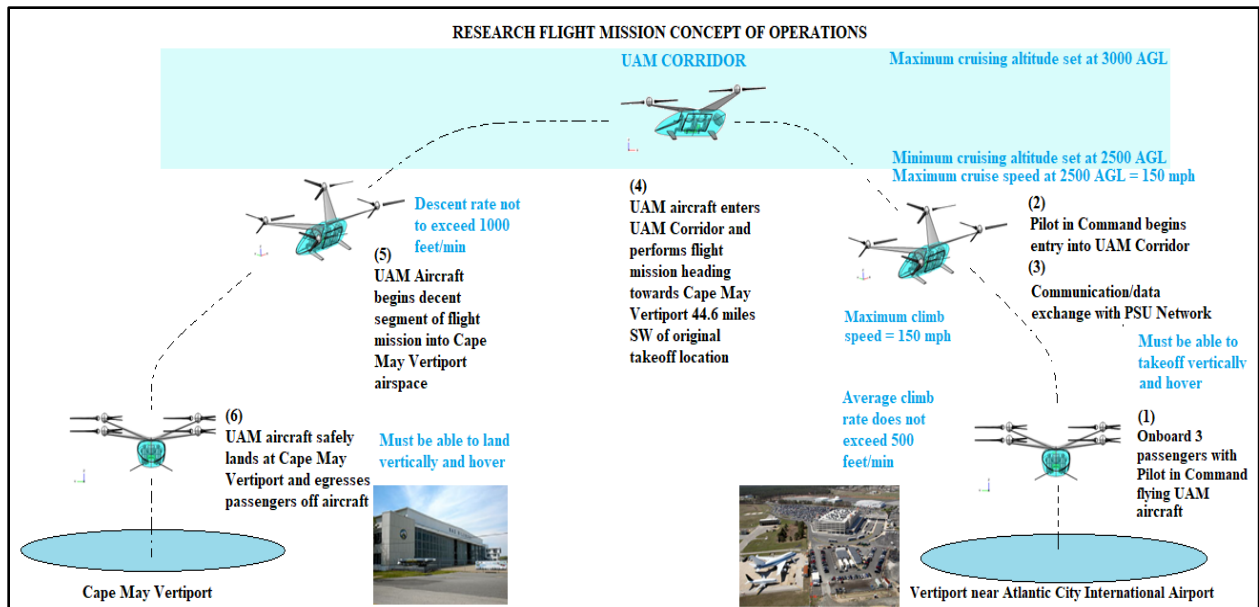 RESEARCH FLIGHT MISSION CONCEPT OF OPERATIONS
UAM CORRIDOR
Maximum cruising altitude set at 3000 AGL
Minimum cruising altitude set at 2500 AGL
Maximum cruise speed at 2500 AGL = 150 mph
Descent rate not
to exceed 1000
feet/min
(5)
UAM Aircraft
begins decent
segment of flight
mission into Cape
May Vertiport
airspace
(4)
UAM aircraft enters
UAM Corridor and
performs flight
mission heading
towards Cape May
Vertiport 44.6 miles
SW of original
takeoff location
(2)
Pilot in Command begins
entry into UAM Corridor
(3)
Communication/data
exchange with PSU Network
Maximum climb
speed = 150 mph
Must be able to
takeoff vertically
and hover
(6)
UAM aircraft safely
lands at Cape May
Vertiport and egresses
passengers off aircraft
Must be able to land
vertically and hover
Average climb
rate does not
exceed 500
feet/min
(1)
Onboard 3
passengers with
Pilot in Command
flying UAM
aircraft
Cape May Vertiport
Vertiport near Atlantic City International Airport